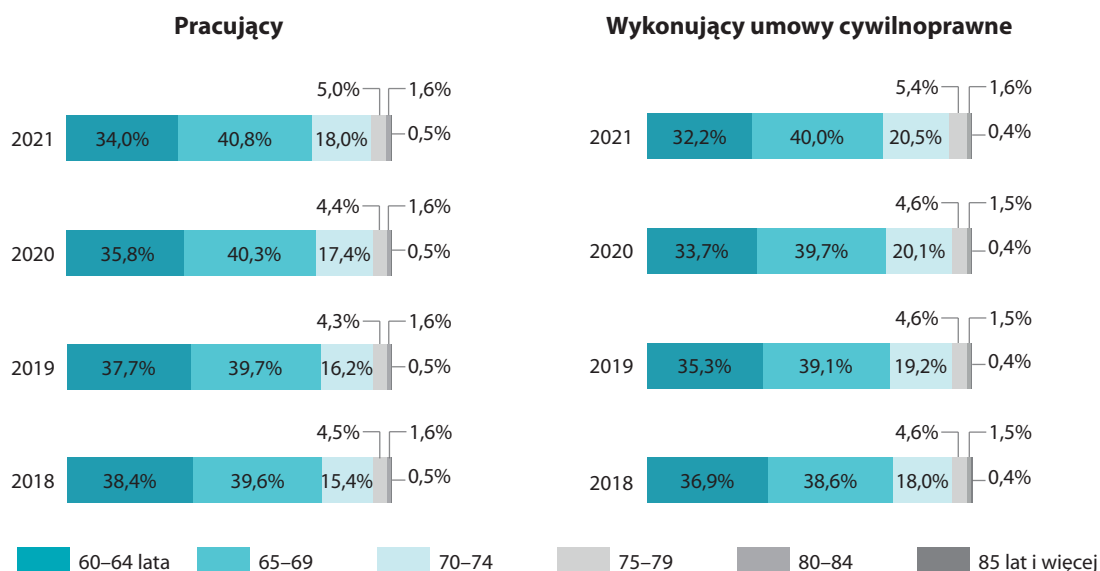 Pracujący
5,0% 1,6%
2021 34,0% 40,8% 18,0% 0,5%
4,4% 1,6%
2020 35,8% 40,3% 17,4% 0,5%
4,3% 1,6%
2019 37,7% 39,7% 16,2% 0,5%
4,5% 1,6%
2018 38,4% 39,6% 15,4% 0,5%
Wykonujący umowy cywilnoprawne
5,4% 1,6%
2021 32,2% 40,0% 20,5% 0,4%
4,6% 1,5%
2020 33,7% 39,7% 20,1% 0,4%
4,6% 1,5%
2019 35,3% 39,1% 19,2% 0,4%
4,6% 1,5%
2018 36,9% 38,6% 18,0% 0,4%
60–64 lata 65–69 70–74 75–79 80–84 85 lat i więcej